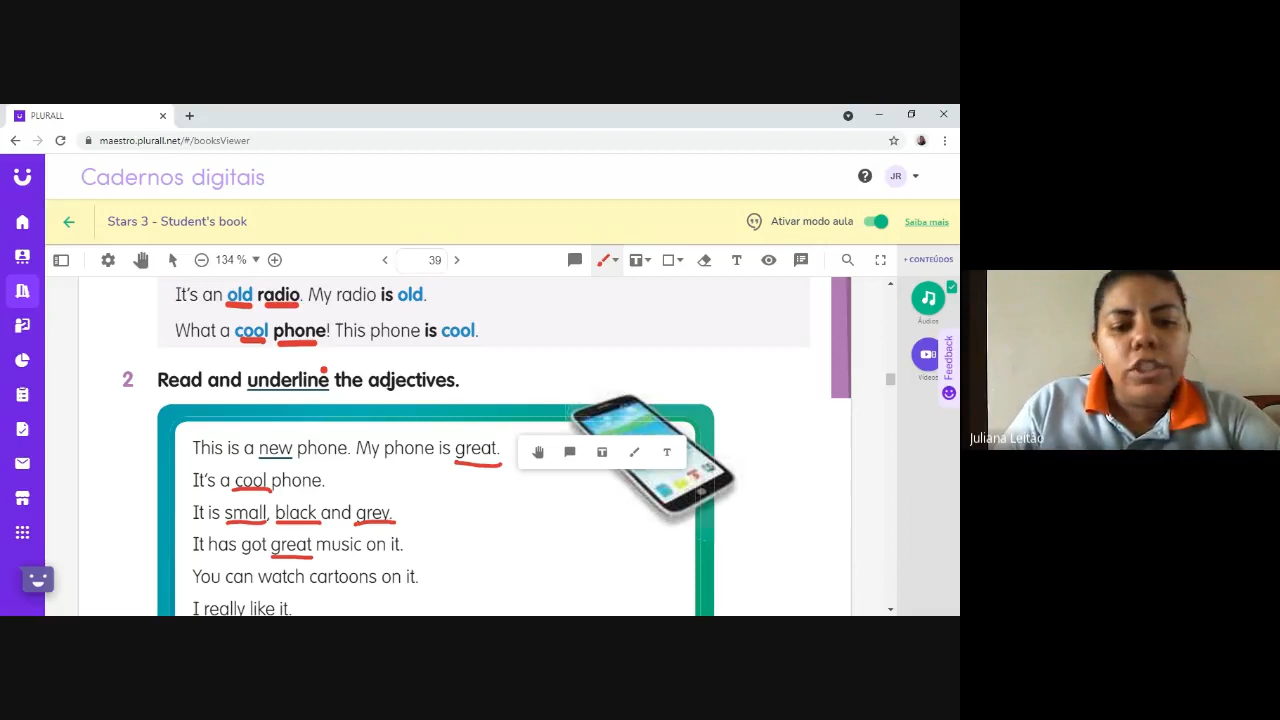 PLURALL
maestro.plurall.net/#/booksViewer
Cadernos digitais
JR
Stars 3 - Student's book
Ativar modo aula
Saiba mais
134 %
39
T
+ CONTEÚDOS
It's an old radio. My radio is old.
What a cool phone! This phone is cool.
Áudios
Vídeos
Feedback
2 Read and underline the adjectives.
This is a new phone. My phone is great.
T
It's a cool phone.
It is small, black and grey.
It has got great music on it.
You can watch cartoons on it.
I really like it.
Juliana Leitão